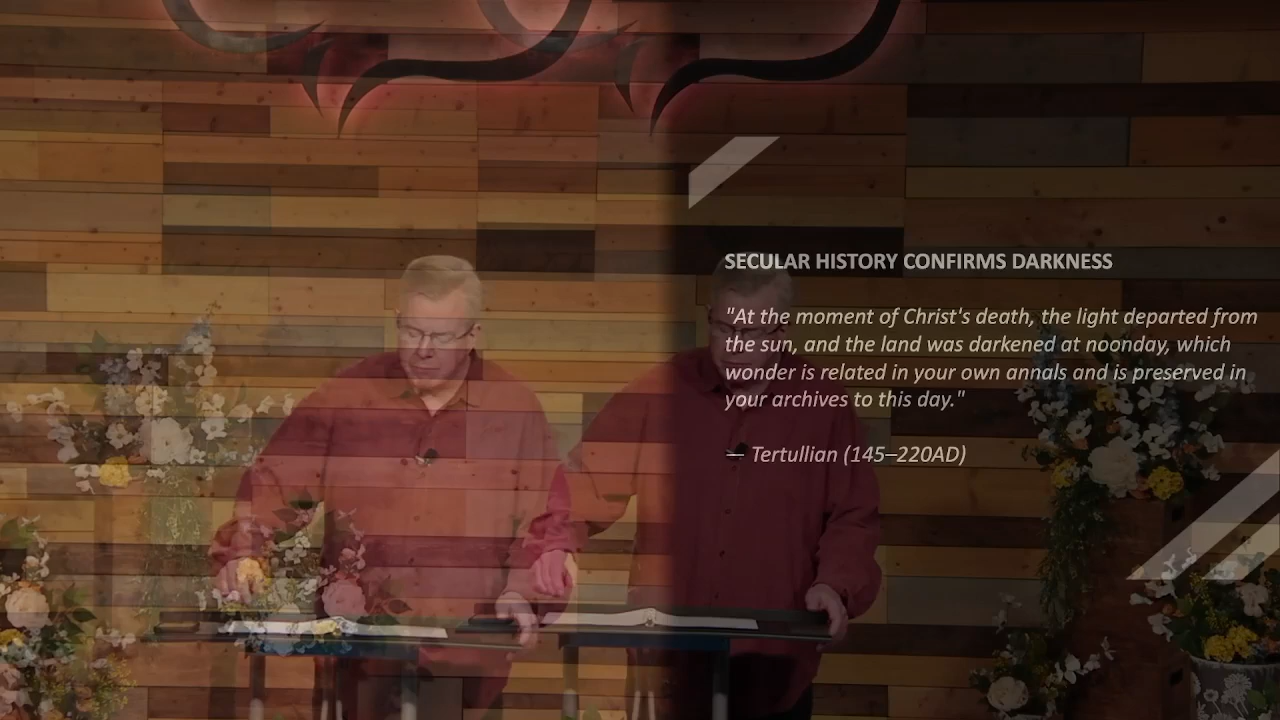 SECULAR HISTORY CONFIRMS DARKNESS
"At the moment of Christ's death, the light departed from
the sun, and the land was darkened at noonday, which
wonder is related in your own annals and is preserved in
your archives to this day."
— Tertullian (145–220AD)